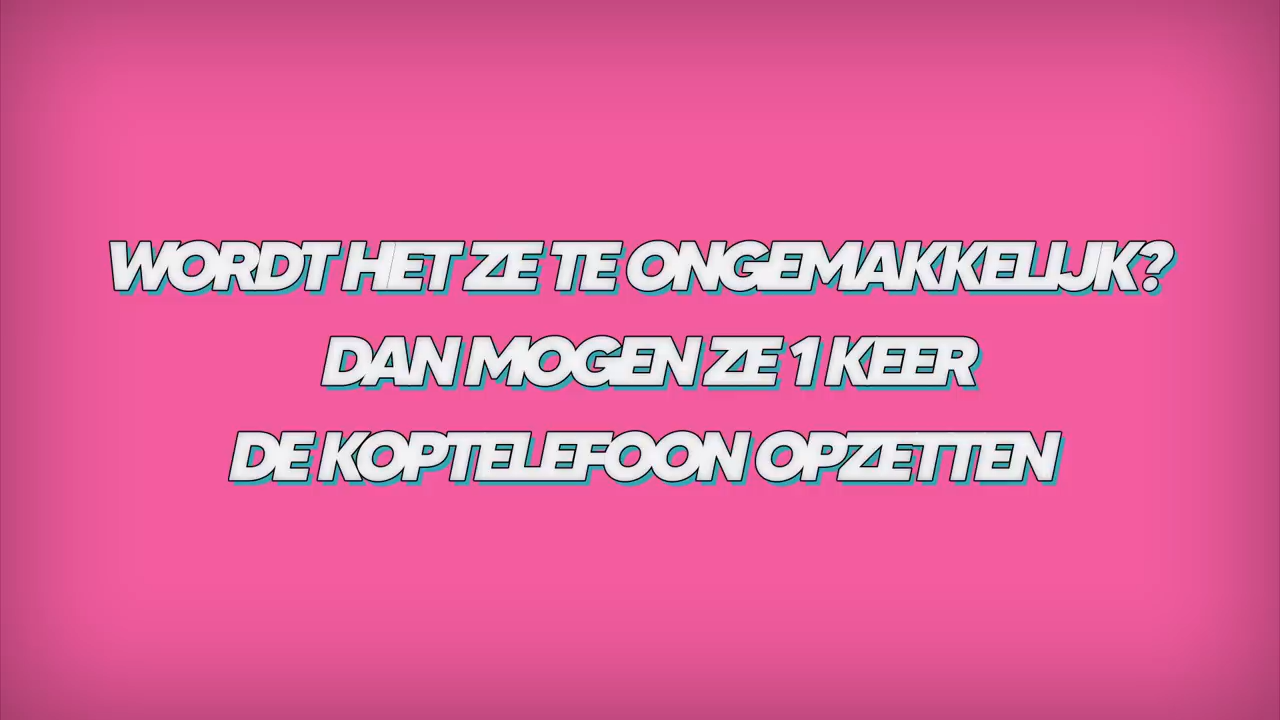 WORDT HET ZE TE ONGEMAKKELIJK?
DAN MOGEN ZE 1 KEER
DE KOPTELEFOON OPZETTEN